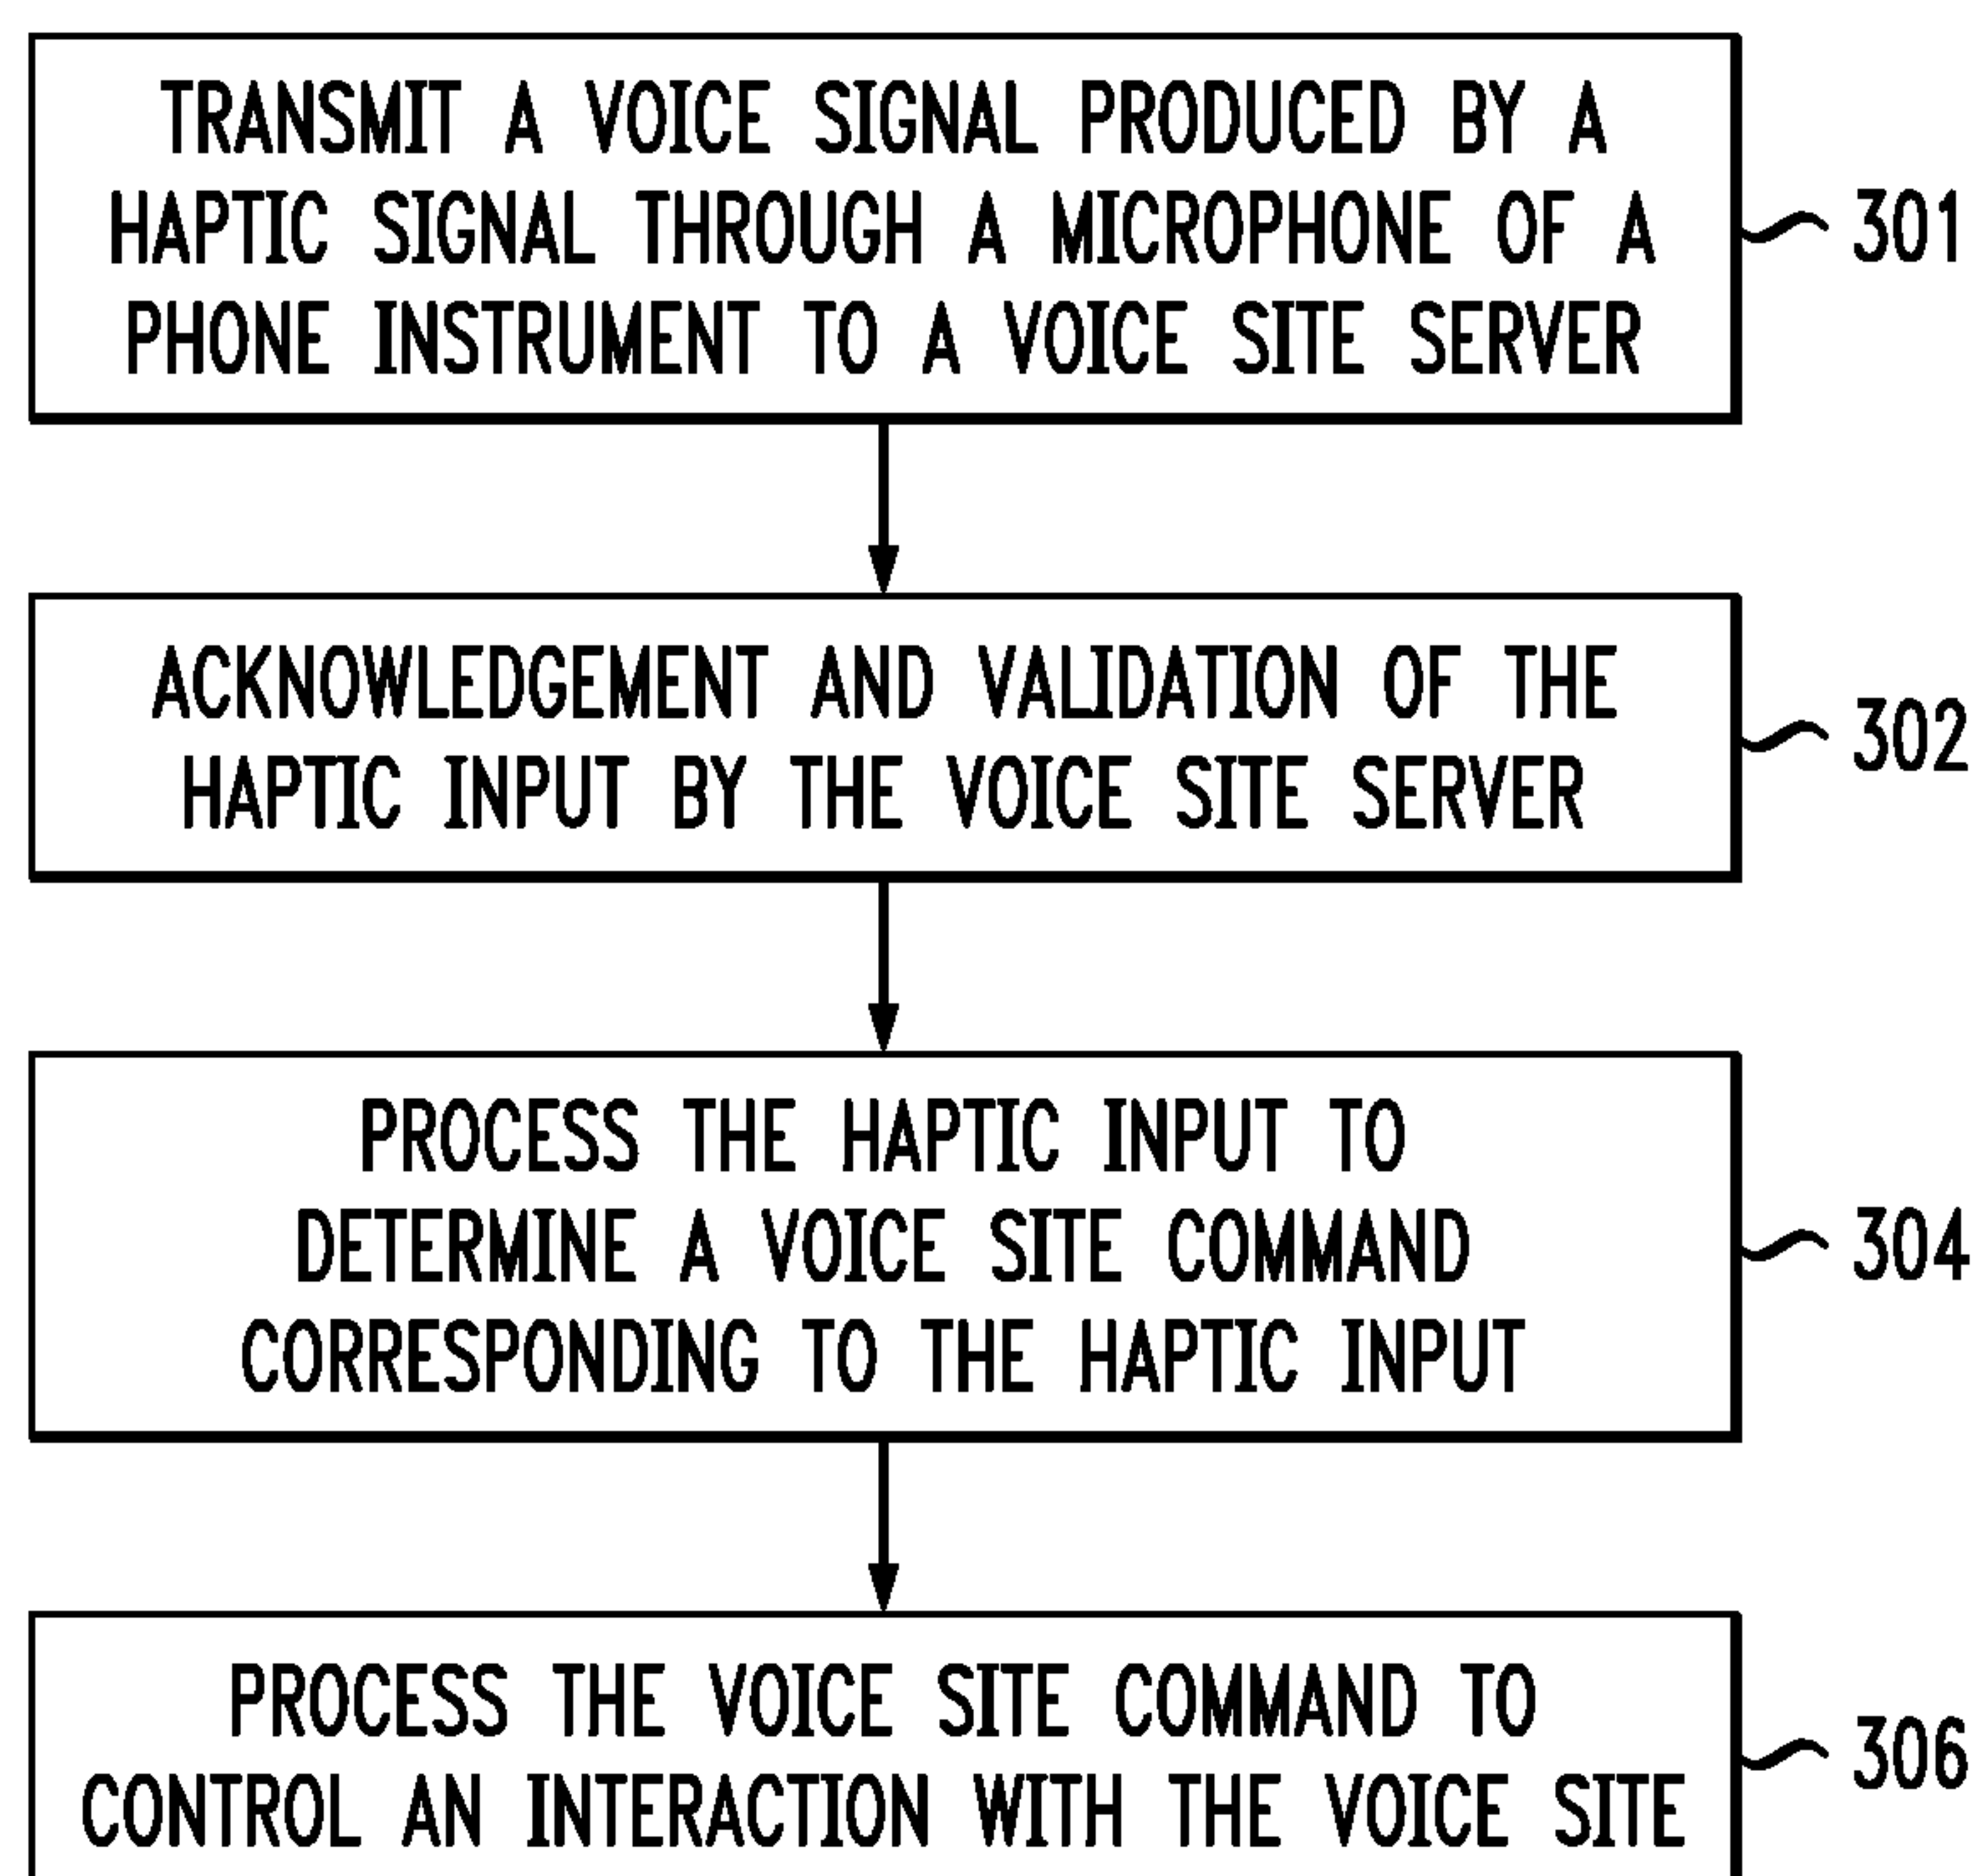 TRANSMIT A VOICE SIGNAL PRODUCED BY A
HAPTIC SIGNAL THROUGH A MICROPHONE OF A
PHONE INSTRUMENT TO A VOICE SITE SERVER
301
ACKNOWLEDGEMENT AND VALIDATION OF THE
HAPTIC INPUT BY THE VOICE SITE SERVER
302
PROCESS THE HAPTIC INPUT TO
DETERMINE A VOICE SITE COMMAND
CORRESPONDING TO THE HAPTIC INPUT
304
PROCESS THE VOICE SITE COMMAND TO
CONTROL AN INTERACTION WITH THE VOICE SITE
306